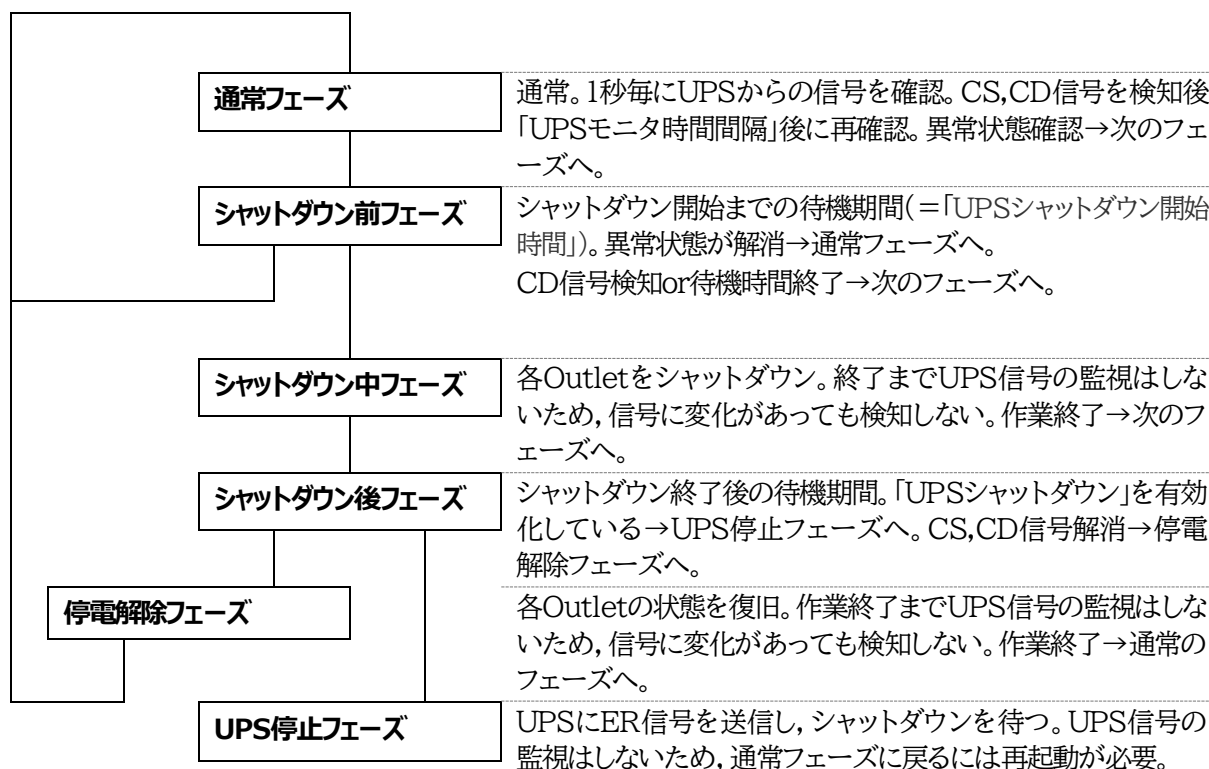 通常フェーズ
通常。1秒毎にUPSからの信号を確認。CS,CD信号を検知後
「UPSモニタ時間間隔」後に再確認。異常状態確認→次のフェ
ーズへ。
シャットダウン前フェーズ
シャットダウン開始までの待機期間(=「UPSシャットダウン開始
時間」)。異常状態が解消→通常フェーズへ。
CD信号検知or待機時間終了→次のフェーズへ。
シャットダウン中フェーズ
各Outletをシャットダウン。終了までUPS信号の監視はしな
いため,信号に変化があっても検知しない。作業終了→次のフ
ェーズへ。
シャットダウン後フェーズ
シャットダウン終了後の待機期間。「UPSシャットダウン」を有効
化している→UPS停止フェーズへ。CS,CD信号解消→停電
解除フェーズへ。
停電解除フェーズ
各Outletの状態を復旧。作業終了までUPS信号の監視はしな
いため,信号に変化があっても検知しない。作業終了→通常の
フェーズへ。
UPS停止フェーズ
UPSにER信号を送信し,シャットダウンを待つ。UPS信号の
監視はしないため,通常フェーズに戻るには再起動が必要。